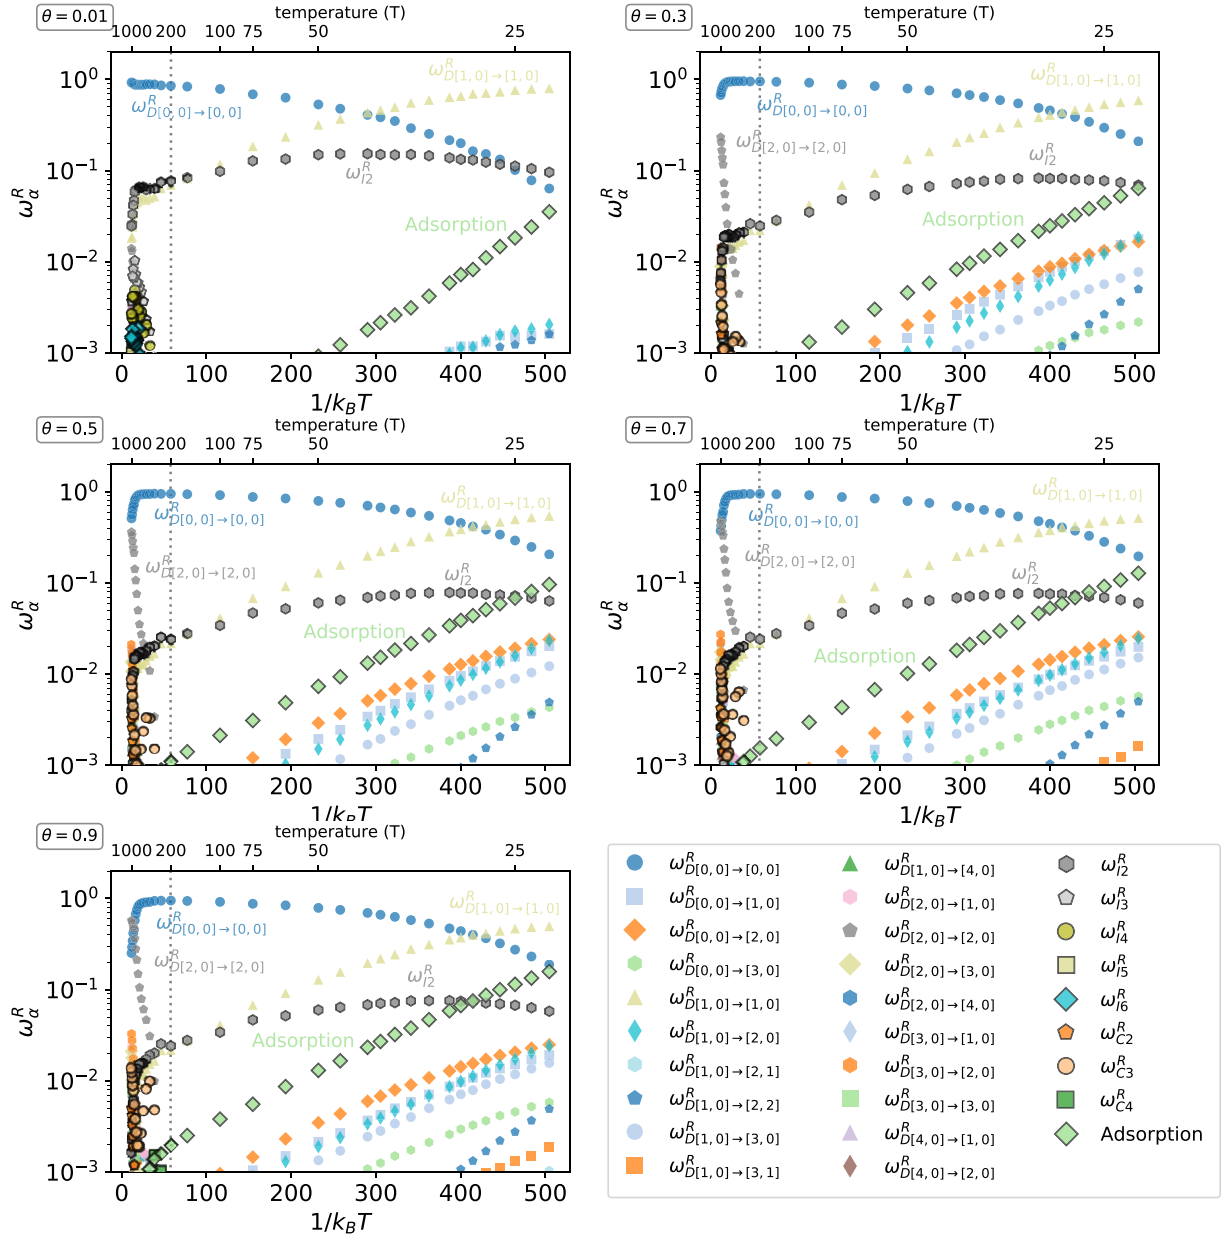 θ = 0.01
temperature (T)
1000 200 100 75 50 25
10^0
10^-1
10^-2
10^-3
ω_α^R
ω^R_{D[0,0]→[0,0]}
ω^R_{D[1,0]→[1,0]}
ω^R_{I2}
Adsorption
0 100 200 300 400 500
1/k_BT
θ = 0.3
temperature (T)
1000 200 100 75 50 25
10^0
10^-1
10^-2
10^-3
ω_α^R
ω^R_{D[1,0]→[1,0]}
ω^R_{D[0,0]→[0,0]}
ω^R_{D[2,0]→[2,0]}
ω^R_{I2}
Adsorption
0 100 200 300 400 500
1/k_BT
θ = 0.5
temperature (T)
1000 200 100 75 50 25
10^0
10^-1
10^-2
10^-3
ω_α^R
ω^R_{D[1,0]→[1,0]}
ω^R_{D[0,0]→[0,0]}
ω^R_{D[2,0]→[2,0]}
ω^R_{I2}
Adsorption
0 100 200 300 400 500
1/k_BT
θ = 0.7
temperature (T)
1000 200 100 75 50 25
10^0
10^-1
10^-2
10^-3
ω_α^R
ω^R_{D[1,0]→[1,0]}
ω^R_{D[0,0]→[0,0]}
ω^R_{D[2,0]→[2,0]}
ω^R_{I2}
Adsorption
0 100 200 300 400 500
1/k_BT
θ = 0.9
temperature (T)
1000 200 100 75 50 25
10^0
10^-1
10^-2
10^-3
ω_α^R
ω^R_{D[1,0]→[1,0]}
ω^R_{D[0,0]→[0,0]}
ω^R_{D[2,0]→[2,0]}
ω^R_{I2}
Adsorption
0 100 200 300 400 500
1/k_BT
ω^R_{D[0,0]→[0,0]}
ω^R_{D[0,0]→[1,0]}
ω^R_{D[0,0]→[2,0]}
ω^R_{D[0,0]→[3,0]}
ω^R_{D[1,0]→[1,0]}
ω^R_{D[1,0]→[2,0]}
ω^R_{D[1,0]→[2,1]}
ω^R_{D[1,0]→[2,2]}
ω^R_{D[1,0]→[3,0]}
ω^R_{D[1,0]→[3,1]}
ω^R_{D[1,0]→[4,0]}
ω^R_{D[2,0]→[1,0]}
ω^R_{D[2,0]→[2,0]}
ω^R_{D[2,0]→[3,0]}
ω^R_{D[2,0]→[4,0]}
ω^R_{D[3,0]→[1,0]}
ω^R_{D[3,0]→[2,0]}
ω^R_{D[3,0]→[3,0]}
ω^R_{D[4,0]→[1,0]}
ω^R_{D[4,0]→[2,0]}
ω^R_{I2}
ω^R_{I3}
ω^R_{I4}
ω^R_{I5}
ω^R_{I6}
ω^R_{C2}
ω^R_{C3}
ω^R_{C4}
Adsorption